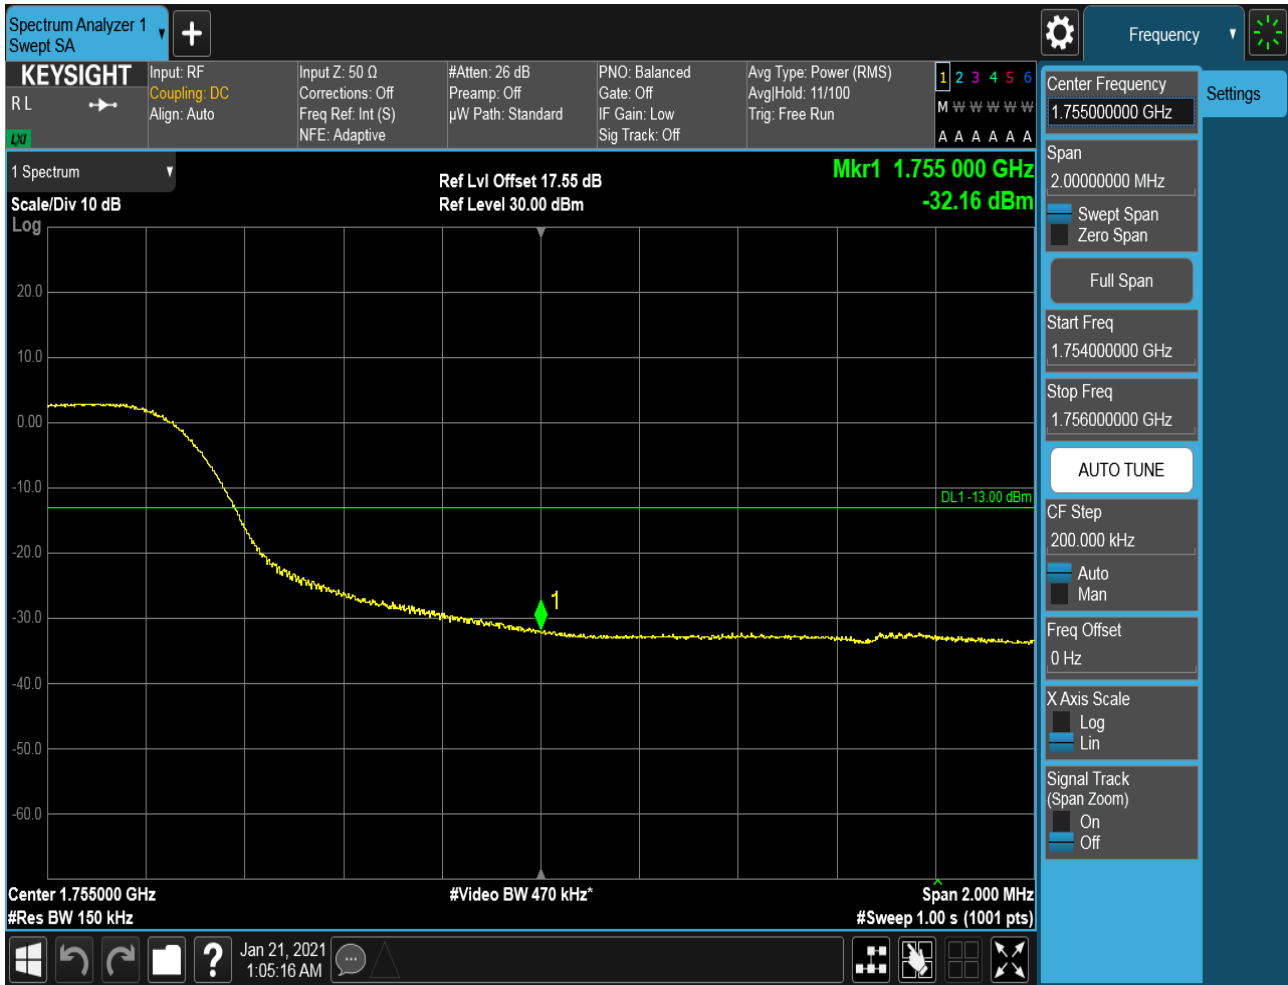 Spectrum Analyzer 1
Swept SA
Frequency
KEYSIGHT
R L
LXI
Input: RF
Coupling: DC
Align: Auto
Input Z: 50 Ω
Corrections: Off
Freq Ref: Int (S)
NFE: Adaptive
#Atten: 26 dB
Preamp: Off
µW Path: Standard
PNO: Balanced
Gate: Off
IF Gain: Low
Sig Track: Off
Avg Type: Power (RMS)
Avg|Hold: 11/100
Trig: Free Run
1 2 3 4 5 6
M W W W W W
A A A A A A
1 Spectrum
Scale/Div 10 dB
Log
Ref Lvl Offset 17.55 dB
Ref Level 30.00 dBm
Mkr1 1.755 000 GHz
-32.16 dBm
20.0
10.0
0.00
-10.0
-20.0
-30.0
-40.0
-50.0
-60.0
DL1 -13.00 dBm
1
Center 1.755000 GHz
#Res BW 150 kHz
#Video BW 470 kHz*
Span 2.000 MHz
#Sweep 1.00 s (1001 pts)
Jan 21, 2021
1:05:16 AM
Center Frequency
1.755000000 GHz
Settings
Span
2.00000000 MHz
Swept Span
Zero Span
Full Span
Start Freq
1.754000000 GHz
Stop Freq
1.756000000 GHz
AUTO TUNE
CF Step
200.000 kHz
Auto
Man
Freq Offset
0 Hz
X Axis Scale
Log
Lin
Signal Track
(Span Zoom)
On
Off